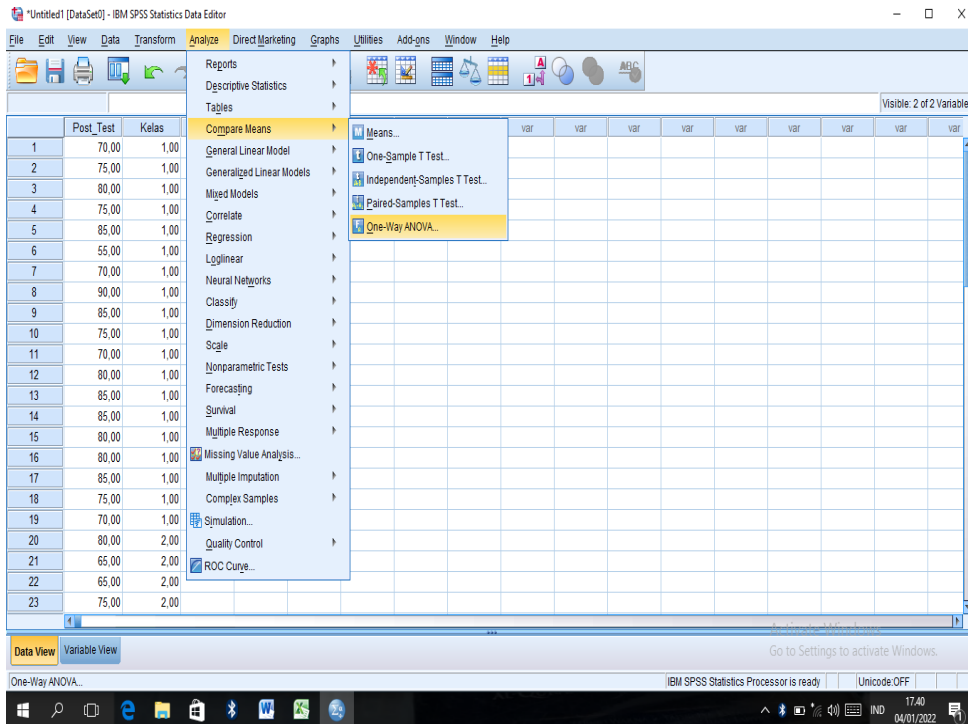 *Untitled1 [DataSet0] - IBM SPSS Statistics Data Editor
File Edit View Data Transform Analyze Direct Marketing Graphs Utilities Add-ons Window Help
Visible: 2 of 2 Variable
Post_Test Kelas var var var var var var var var var
1 70,00 1,00
2 75,00 1,00
3 80,00 1,00
4 75,00 1,00
5 85,00 1,00
6 55,00 1,00
7 70,00 1,00
8 90,00 1,00
9 85,00 1,00
10 75,00 1,00
11 70,00 1,00
12 80,00 1,00
13 85,00 1,00
14 85,00 1,00
15 80,00 1,00
16 80,00 1,00
17 85,00 1,00
18 75,00 1,00
19 70,00 1,00
20 80,00 2,00
21 65,00 2,00
22 65,00 2,00
23 75,00 2,00
Reports
Descriptive Statistics
Tables
Compare Means
General Linear Model
Generalized Linear Models
Mixed Models
Correlate
Regression
Loglinear
Neural Networks
Classify
Dimension Reduction
Scale
Nonparametric Tests
Forecasting
Survival
Multiple Response
Missing Value Analysis...
Multiple Imputation
Complex Samples
Simulation...
Quality Control
ROC Curve...
Means...
One-Sample T Test...
Independent-Samples T Test...
Paired-Samples T Test...
One-Way ANOVA...
Activate Windows
Go to Settings to activate Windows.
Data View Variable View
One-Way ANOVA... IBM SPSS Statistics Processor is ready Unicode:OFF
IND 17.40
04/01/2022